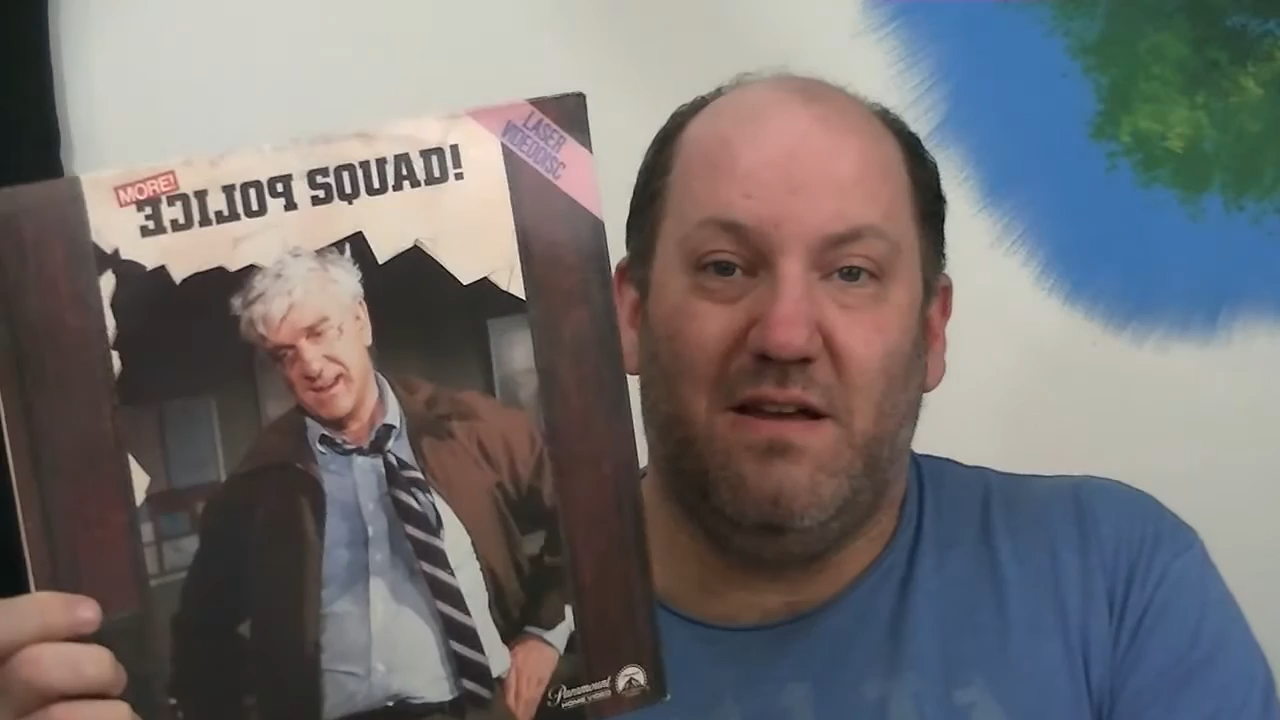 LASER
VIDEODISC
MORE!
POLICE SQUAD!
Paramount
HOME VIDEO